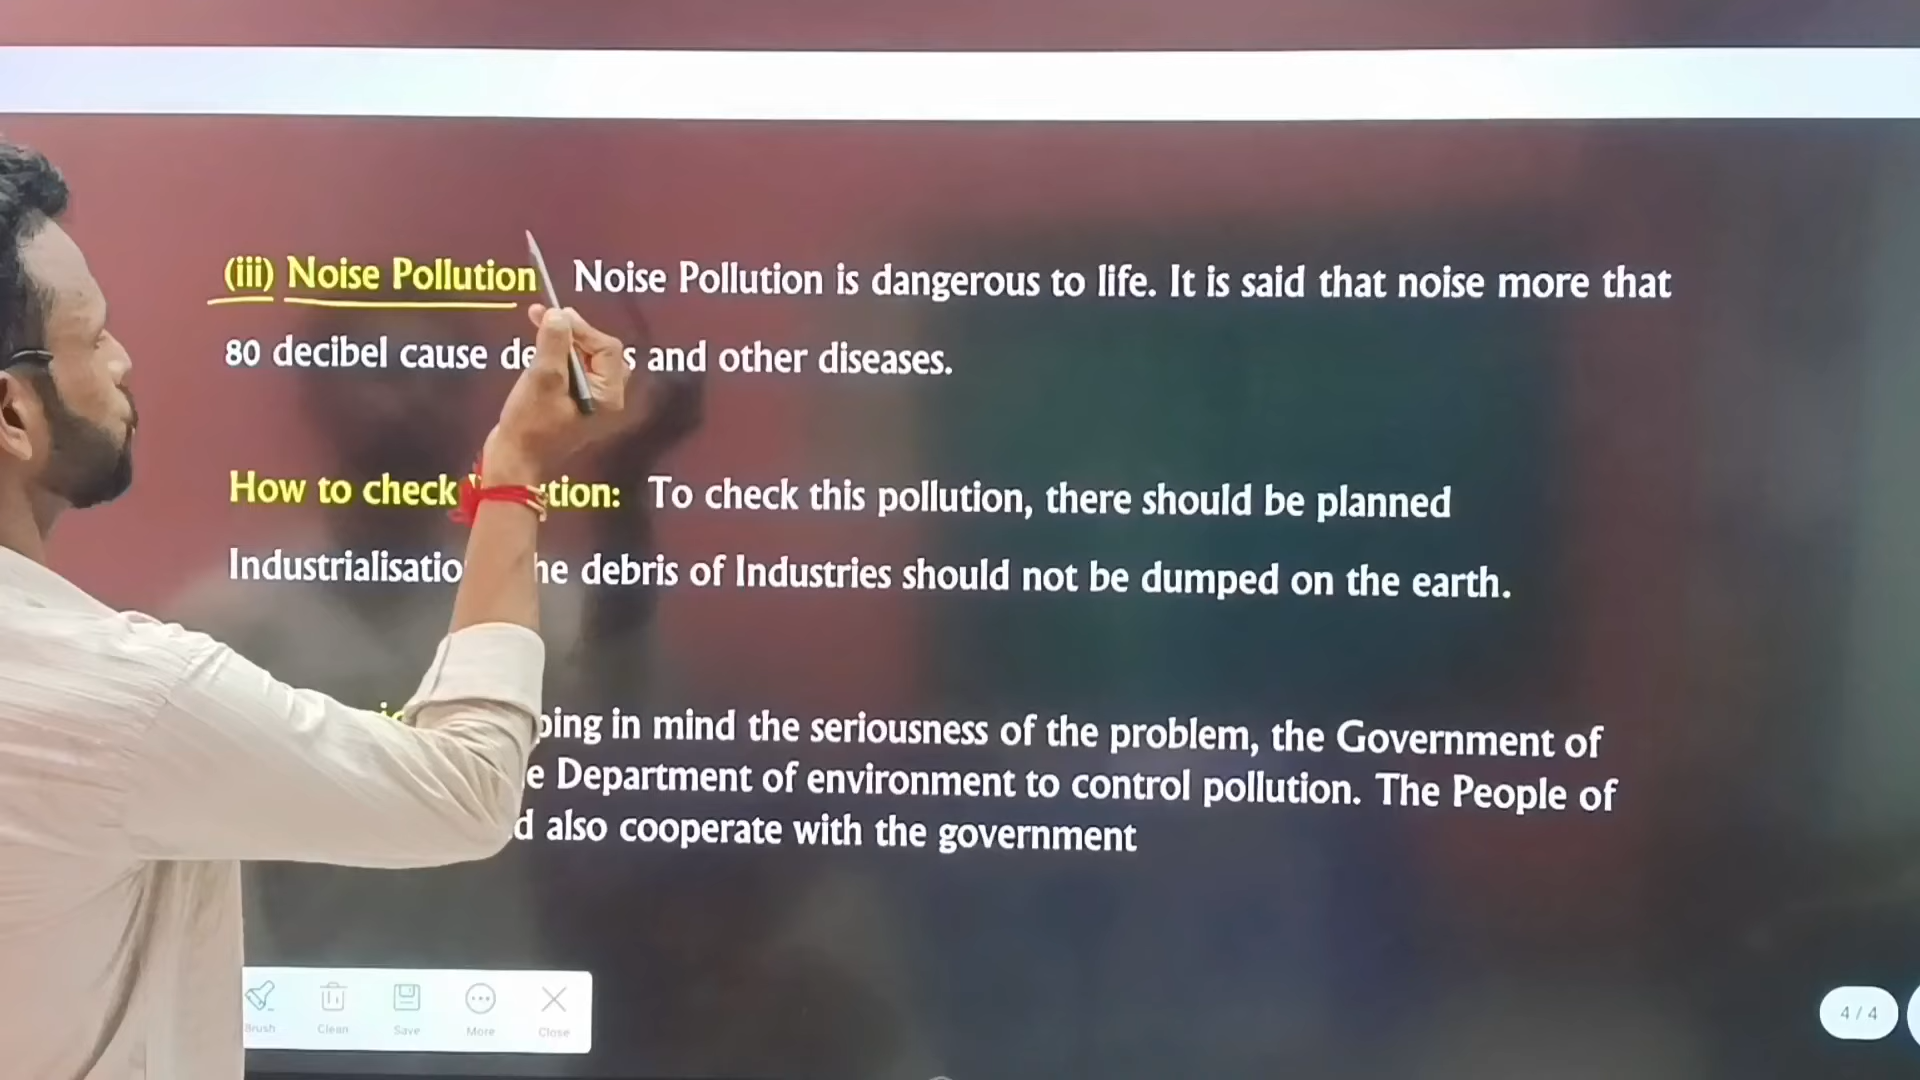 (iii) Noise Pollution Noise Pollution is dangerous to life. It is said that noise more that
80 decibel cause and other diseases.
How to check To check this pollution, there should be planned
debris of Industries should not be dumped on the earth.
in mind the seriousness of the problem, the Government of
Department of environment to control pollution. The People of
also cooperate with the government
Brush Clean Save More Close
4 / 4